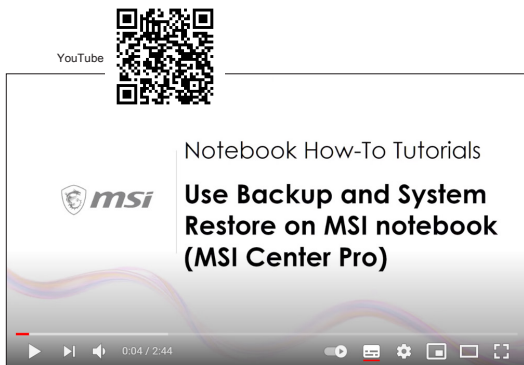 YouTube
Notebook How-To Tutorials
msi
Use Backup and System
Restore on MSI notebook
(MSI Center Pro)
0:04 / 2:44